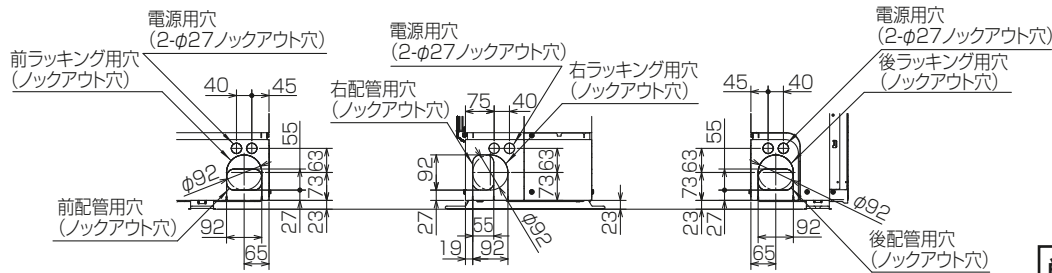 電源用穴
(2-φ27ノックアウト穴)
前ラッキング用穴
(ノックアウト穴)
40
45
55
63
73
φ92
前配管用穴
(ノックアウト穴)
92
65
27
23
電源用穴
(2-φ27ノックアウト穴)
右配管用穴
(ノックアウト穴)
右ラッキング用穴
(ノックアウト穴)
75
40
92
63
73
27
φ92
55
19
92
23
電源用穴
(2-φ27ノックアウト穴)
後ラッキング用穴
(ノックアウト穴)
45
40
55
63
73
27
23
φ92
92
65
後配管用穴
(ノックアウト穴)